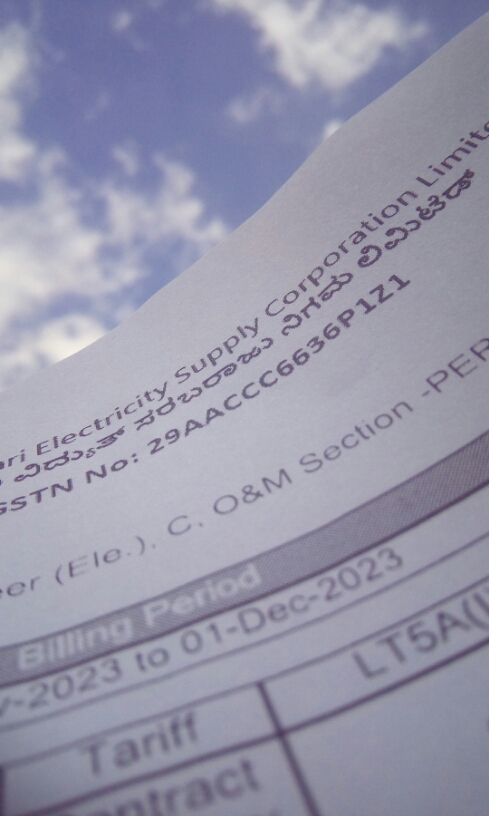 ri Electricity Supply Corporation Limite
ವಿದ್ಯುತ್ ಸರಬರಾಜು ನಿಗಮ ಲಿಮಿಟೆಡ್
GSTN No: 29AACCC6636P1Z1
eer (Ele.), C, O&M Section -PER
Billing Period
-2023 to 01-Dec-2023
Tariff LT5A(I
ontract